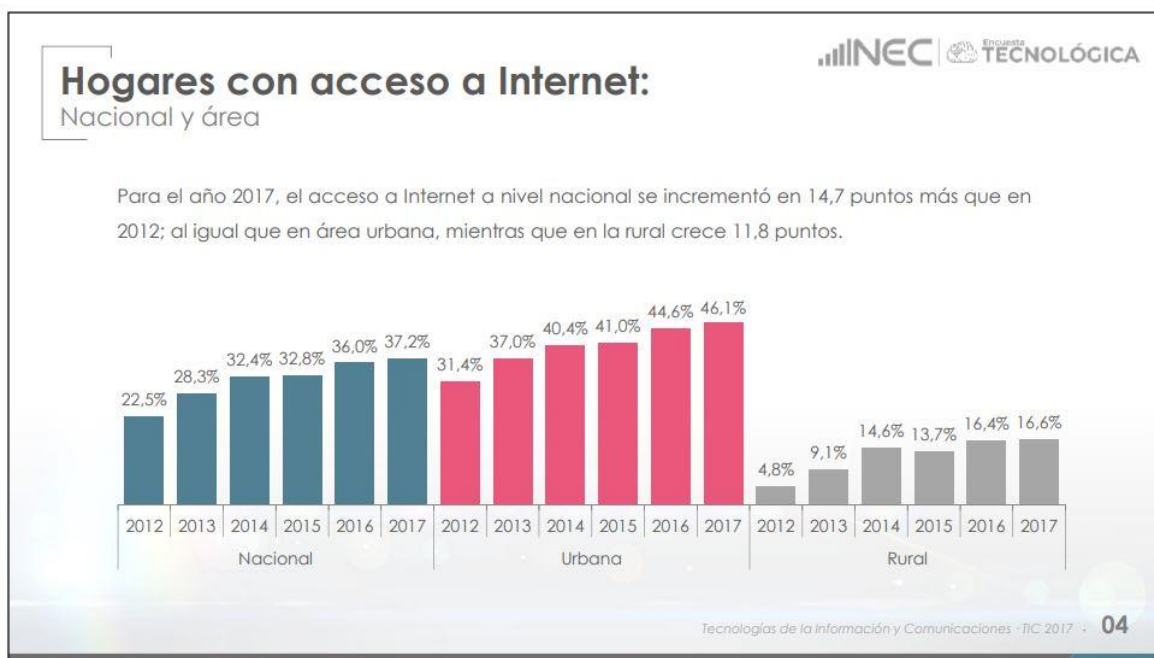 INEC
Encuesta
TECNOLÓGICA
Hogares con acceso a Internet:
Nacional y área
Para el año 2017, el acceso a Internet a nivel nacional se incrementó en 14,7 puntos más que en
2012; al igual que en área urbana, mientras que en la rural crece 11,8 puntos.
22,5% 28,3% 32,4% 32,8% 36,0% 37,2% 31,4% 37,0% 40,4% 41,0% 44,6% 46,1% 4,8% 9,1% 14,6% 13,7% 16,4% 16,6%
2012 2013 2014 2015 2016 2017 2012 2013 2014 2015 2016 2017 2012 2013 2014 2015 2016 2017
Nacional Urbana Rural
Tecnologías de la Información y Comunicaciones - TIC 2017 . 04